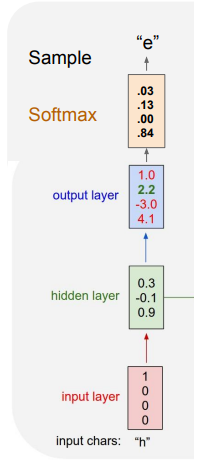 "e"
Sample
Softmax
.03
.13
.00
.84
output layer
1.0
2.2
-3.0
4.1
hidden layer
0.3
-0.1
0.9
input layer
1
0
0
0
input chars: "h"